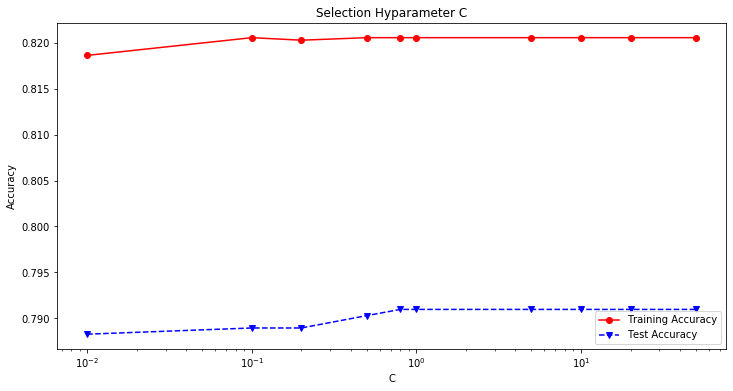 Selection Hyparameter C
Accuracy
0.820
0.815
0.810
0.805
0.800
0.795
0.790
Training Accuracy
Test Accuracy
10⁻² 10⁻¹ 10⁰ 10¹
C